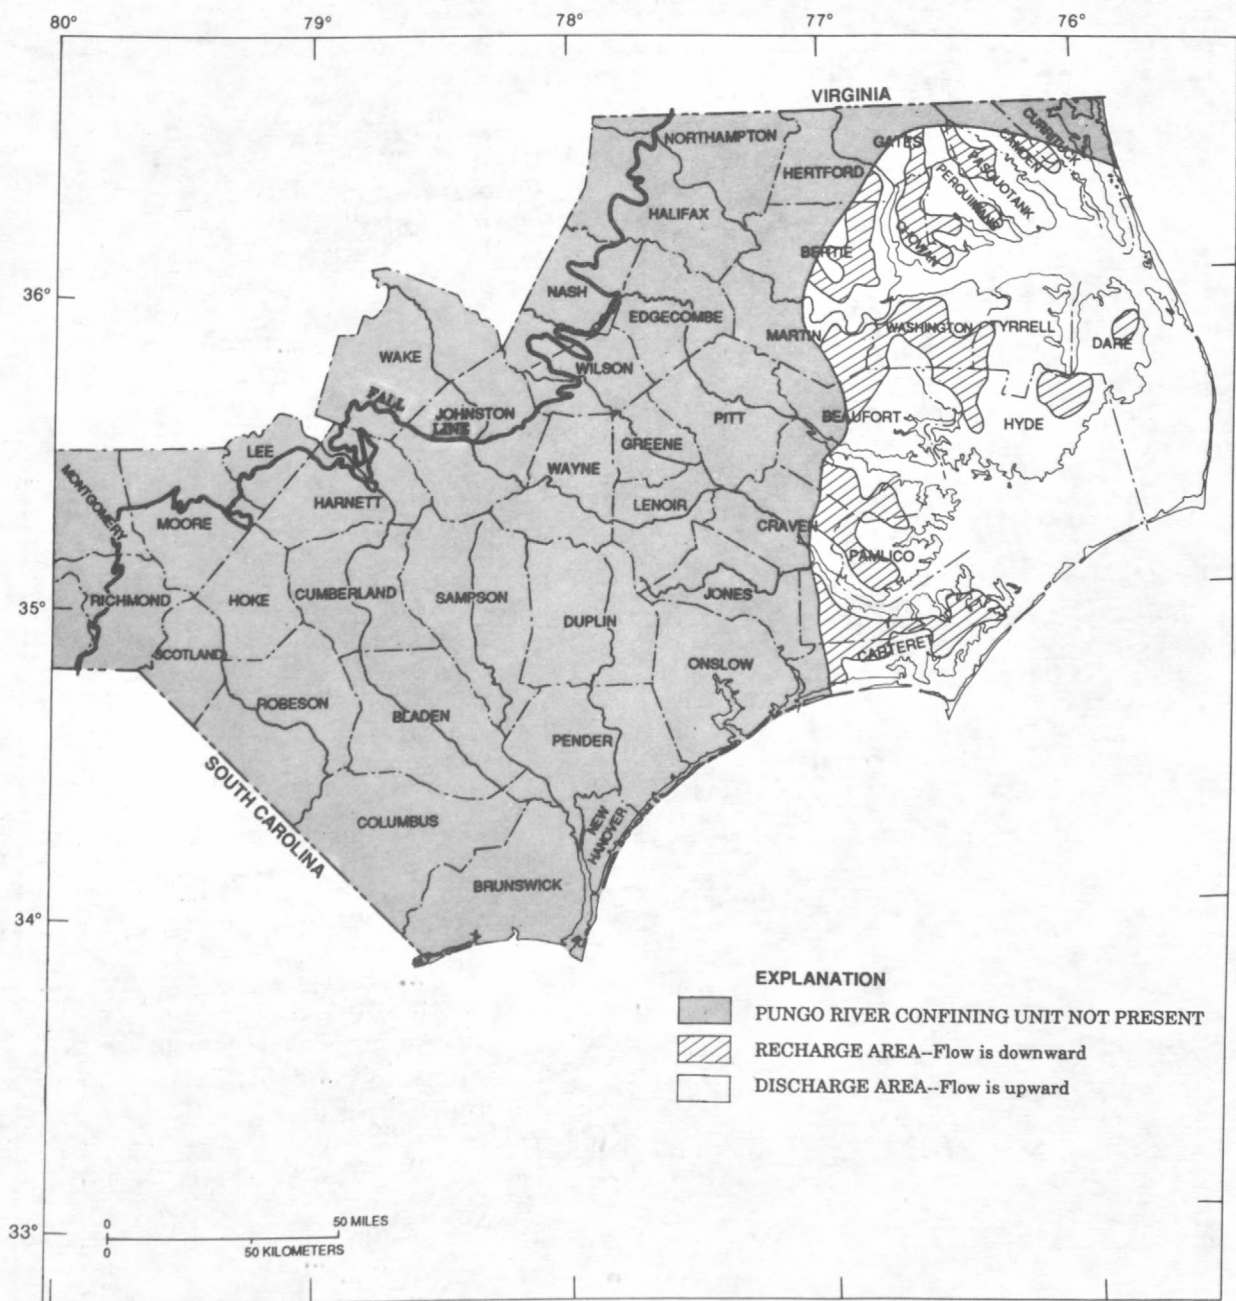 80° 79° 78° 77° 76°
VIRGINIA
NORTHAMPTON
GATES
CAMDEN
CURRITUCK
PASQUOTANK
HERTFORD
PERQUIMANS
HALIFAX
CHOWAN
BERTIE
36°
NASH
EDGECOMBE
MARTIN
WASHINGTON
TYRRELL
DARE
WAKE
WILSON
FALL
LINE
JOHNSTON
PITT
BEAUFORT
HYDE
GREENE
LEE
WAYNE
MONTGOMERY
HARNETT
LENOIR
MOORE
CRAVEN
PAMLICO
35°
RICHMOND
HOKE
CUMBERLAND
SAMPSON
JONES
DUPLIN
SCOTLAND
CARTERET
ONSLOW
ROBESON
BLADEN
PENDER
SOUTH CAROLINA
COLUMBUS
NEW
HANOVER
BRUNSWICK
34°
EXPLANATION
PUNGO RIVER CONFINING UNIT NOT PRESENT
RECHARGE AREA--Flow is downward
DISCHARGE AREA--Flow is upward
33°
0 50 MILES
0 50 KILOMETERS